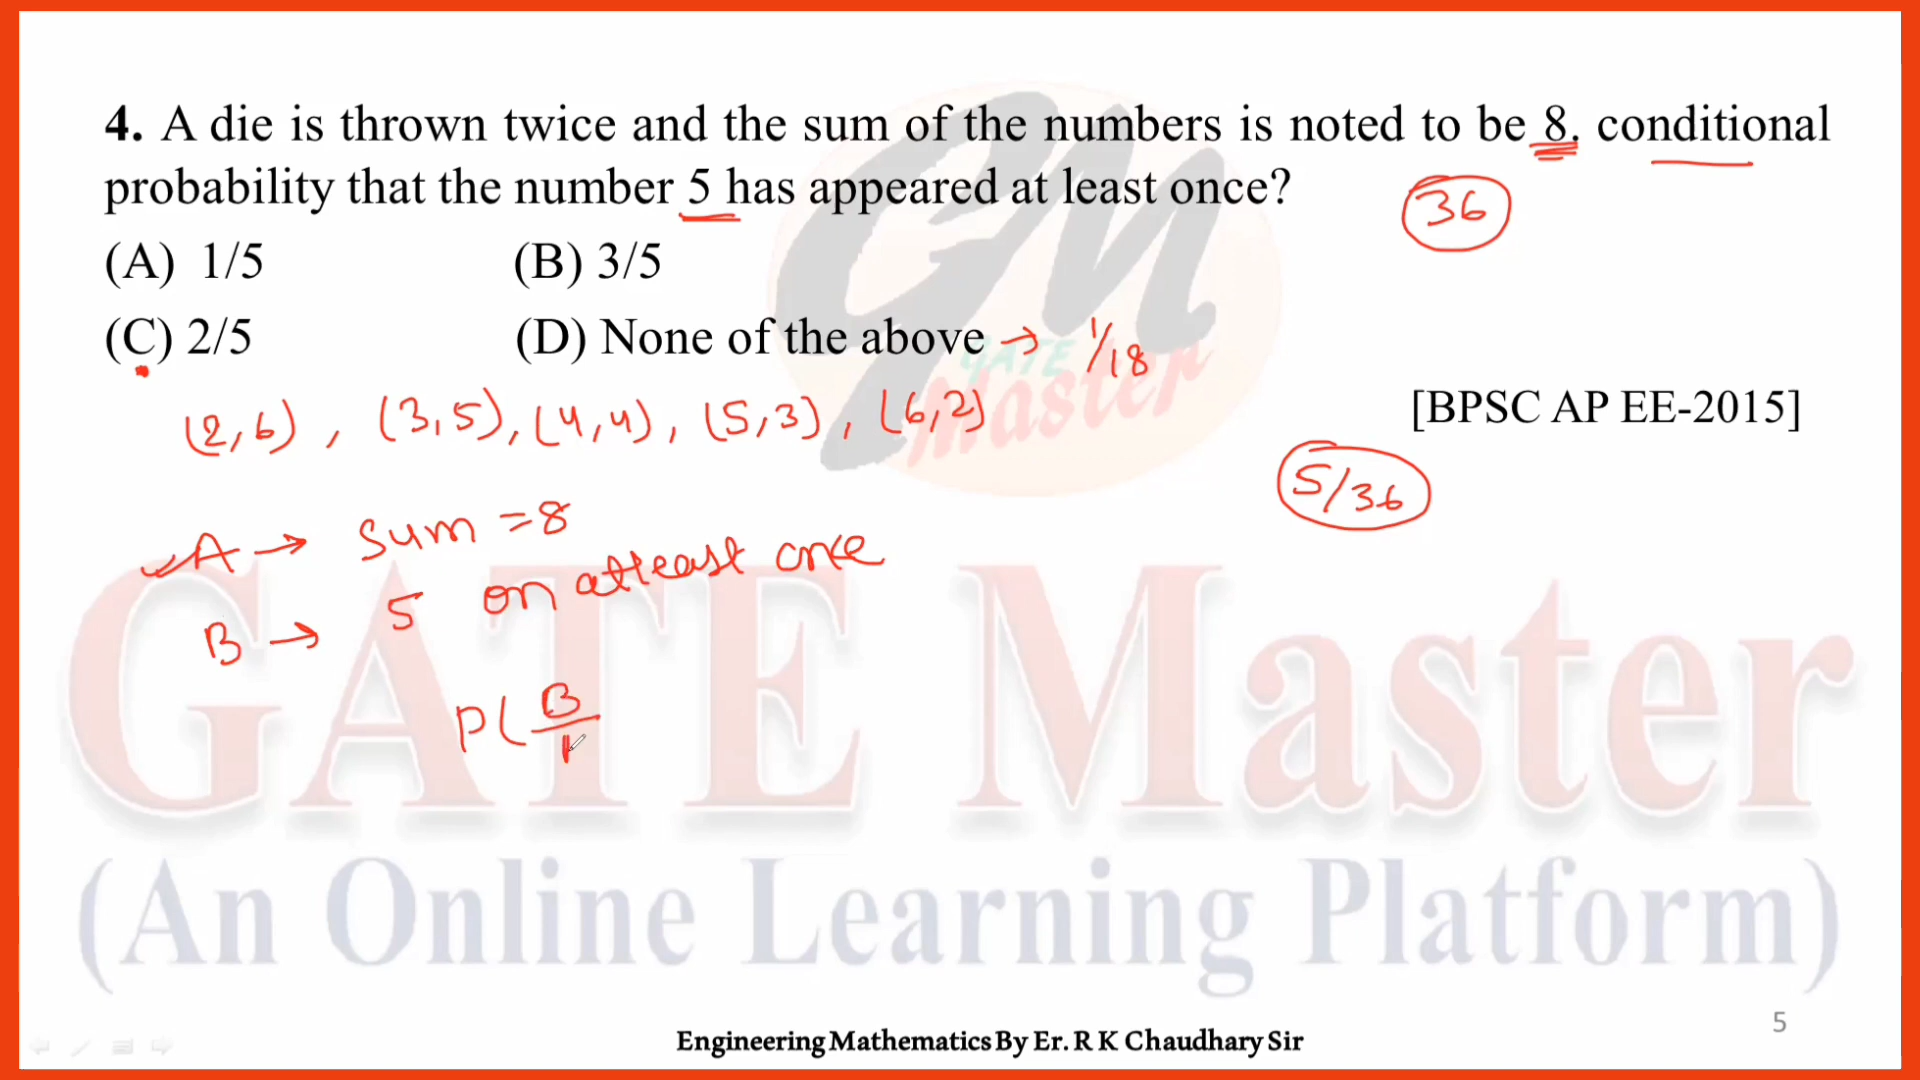 4. A die is thrown twice and the sum of the numbers is noted to be 8. conditional
probability that the number 5 has appeared at least once?
36
(A) 1/5 (B) 3/5
(C) 2/5 (D) None of the above → 1/18
[BPSC AP EE-2015]
(2,6), (3,5), (4,4), (5,3), (6,2)
5/36
A → Sum = 8
B → 5 on atleast once
P(B/
GATE Master
GATE Master
(An Online Learning Platform)
5
Engineering Mathematics By Er. R K Chaudhary Sir